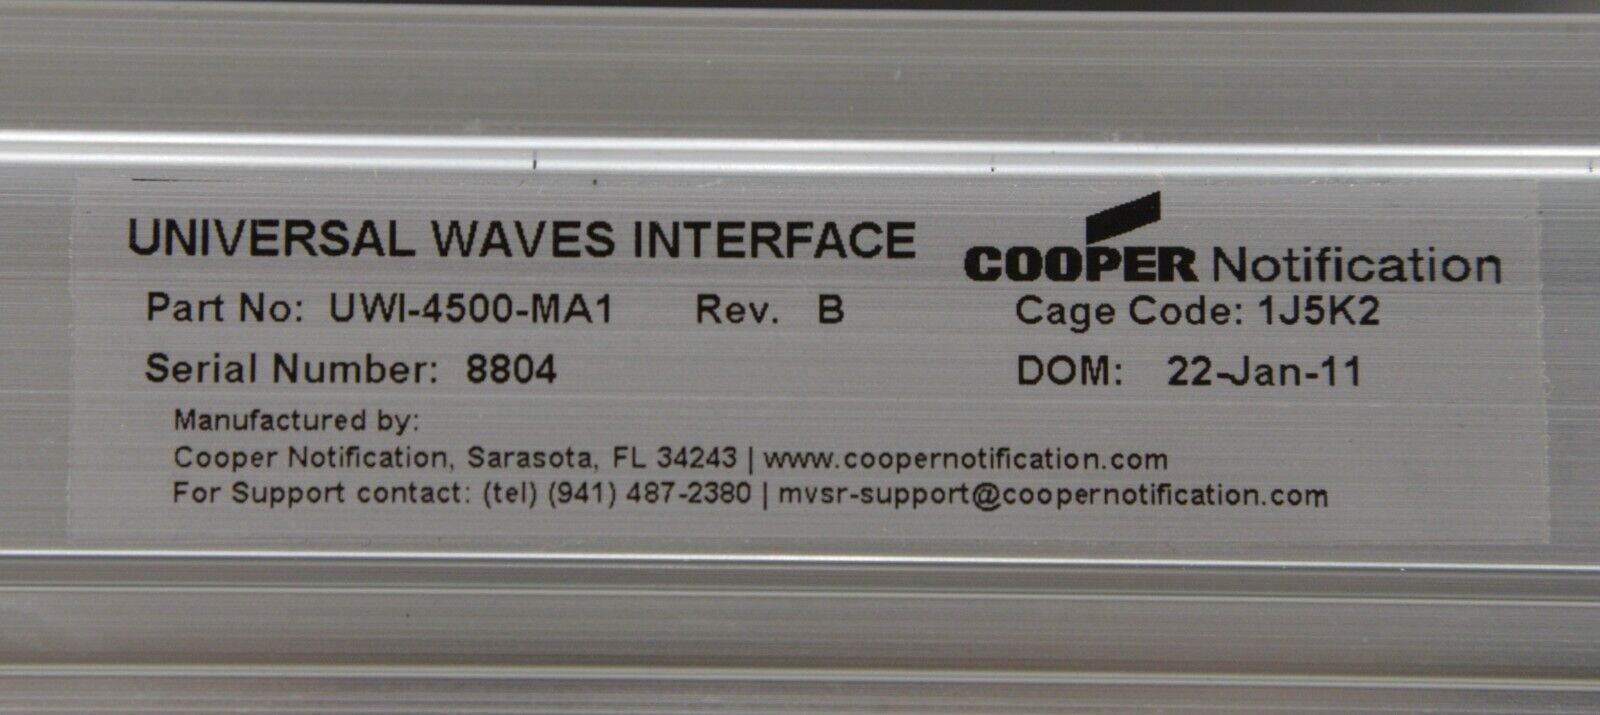 UNIVERSAL WAVES INTERFACE
COOPER Notification
Part No: UWI-4500-MA1 Rev. B
Cage Code: 1J5K2
Serial Number: 8804
DOM: 22-Jan-11
Manufactured by:
Cooper Notification, Sarasota, FL 34243 | www.coopernotification.com
For Support contact: (tel) (941) 487-2380 | mvsr-support@coopernotification.com